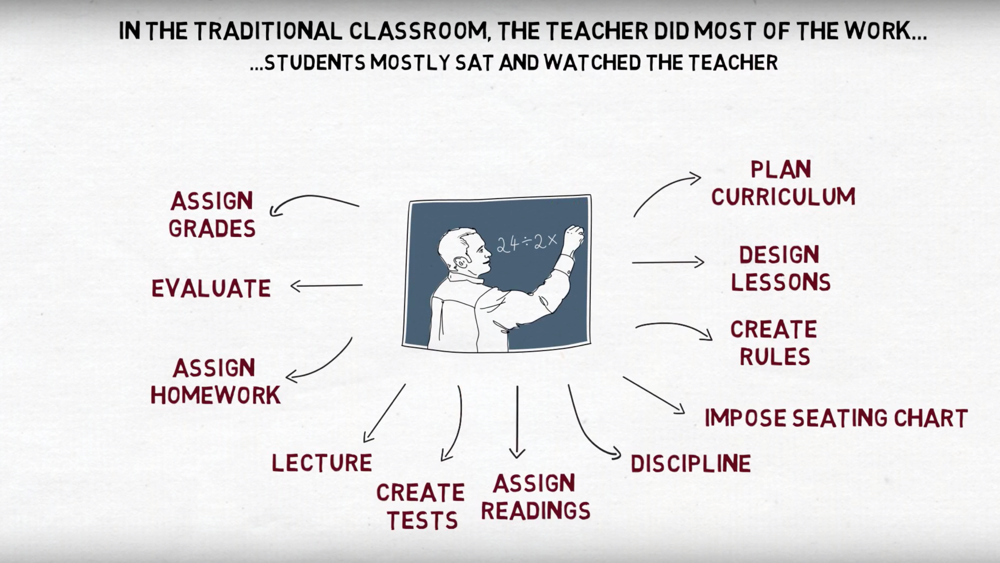 IN THE TRADITIONAL CLASSROOM, THE TEACHER DID MOST OF THE WORK...
...STUDENTS MOSTLY SAT AND WATCHED THE TEACHER
ASSIGN
GRADES
EVALUATE
ASSIGN
HOMEWORK
24÷2×
PLAN
CURRICULUM
DESIGN
LESSONS
CREATE
RULES
IMPOSE SEATING CHART
LECTURE
CREATE
TESTS
ASSIGN
READINGS
DISCIPLINE